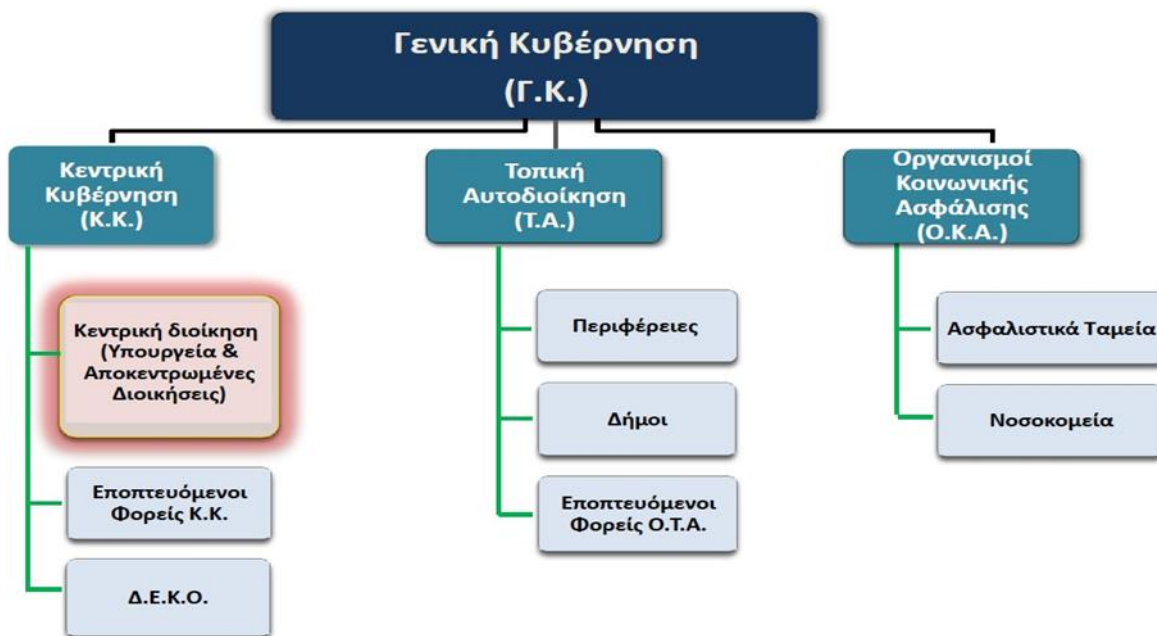 Γενική Κυβέρνηση
(Γ.Κ.)
Κεντρική
Κυβέρνηση
(Κ.Κ.)
Κεντρική διοίκηση
(Υπουργεία &
Αποκεντρωμένες
Διοικήσεις)
Εποπτευόμενοι
Φορείς Κ.Κ.
Δ.Ε.Κ.Ο.
Τοπική
Αυτοδιοίκηση
(Τ.Α.)
Περιφέρειες
Δήμοι
Εποπτευόμενοι
Φορείς Ο.Τ.Α.
Οργανισμοί
Κοινωνικής
Ασφάλισης
(Ο.Κ.Α.)
Ασφαλιστικά Ταμεία
Νοσοκομεία